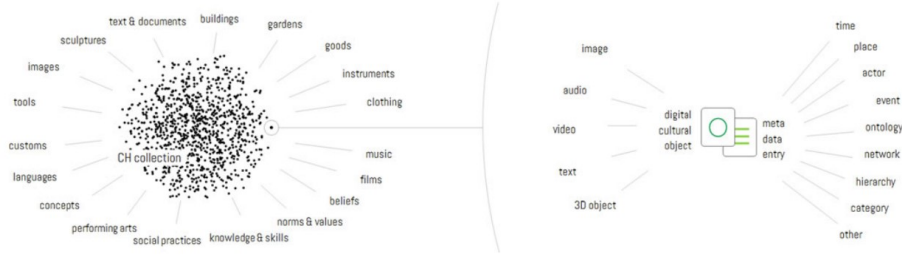 text & documents
buildings
gardens
sculptures
goods
images
instruments
tools
clothing
customs
CH collection
music
languages
films
concepts
beliefs
performing arts
norms & values
social practices
knowledge & skills
image
audio
video
text
3D object
digital
cultural
object
meta
data
entry
time
place
actor
event
ontology
network
hierarchy
category
other